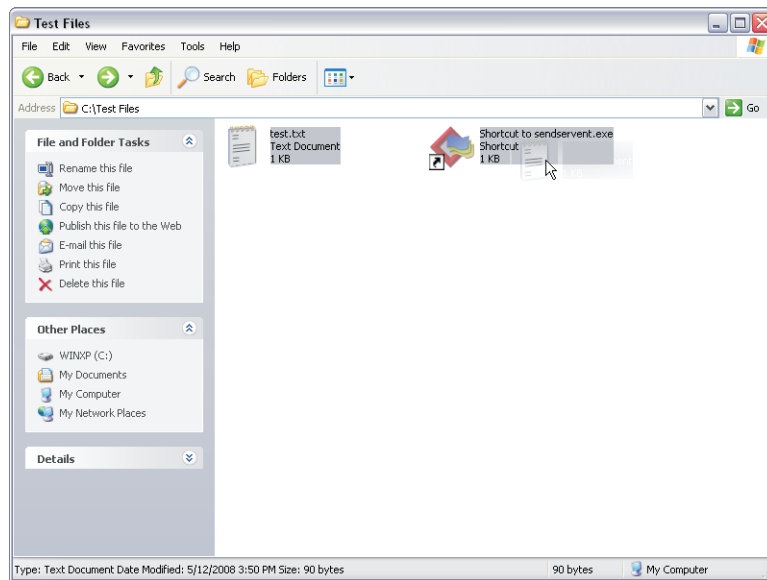 Test Files
File Edit View Favorites Tools Help
Back Search Folders
Address C:\Test Files Go
File and Folder Tasks
Rename this file
Move this file
Copy this file
Publish this file to the Web
E-mail this file
Print this file
Delete this file
Other Places
WINXP (C:)
My Documents
My Computer
My Network Places
Details
test.txt
Text Document
1 KB
Shortcut to sendservent.exe
Shortcut
1 KB
Type: Text Document Date Modified: 5/12/2008 3:50 PM Size: 90 bytes 90 bytes My Computer